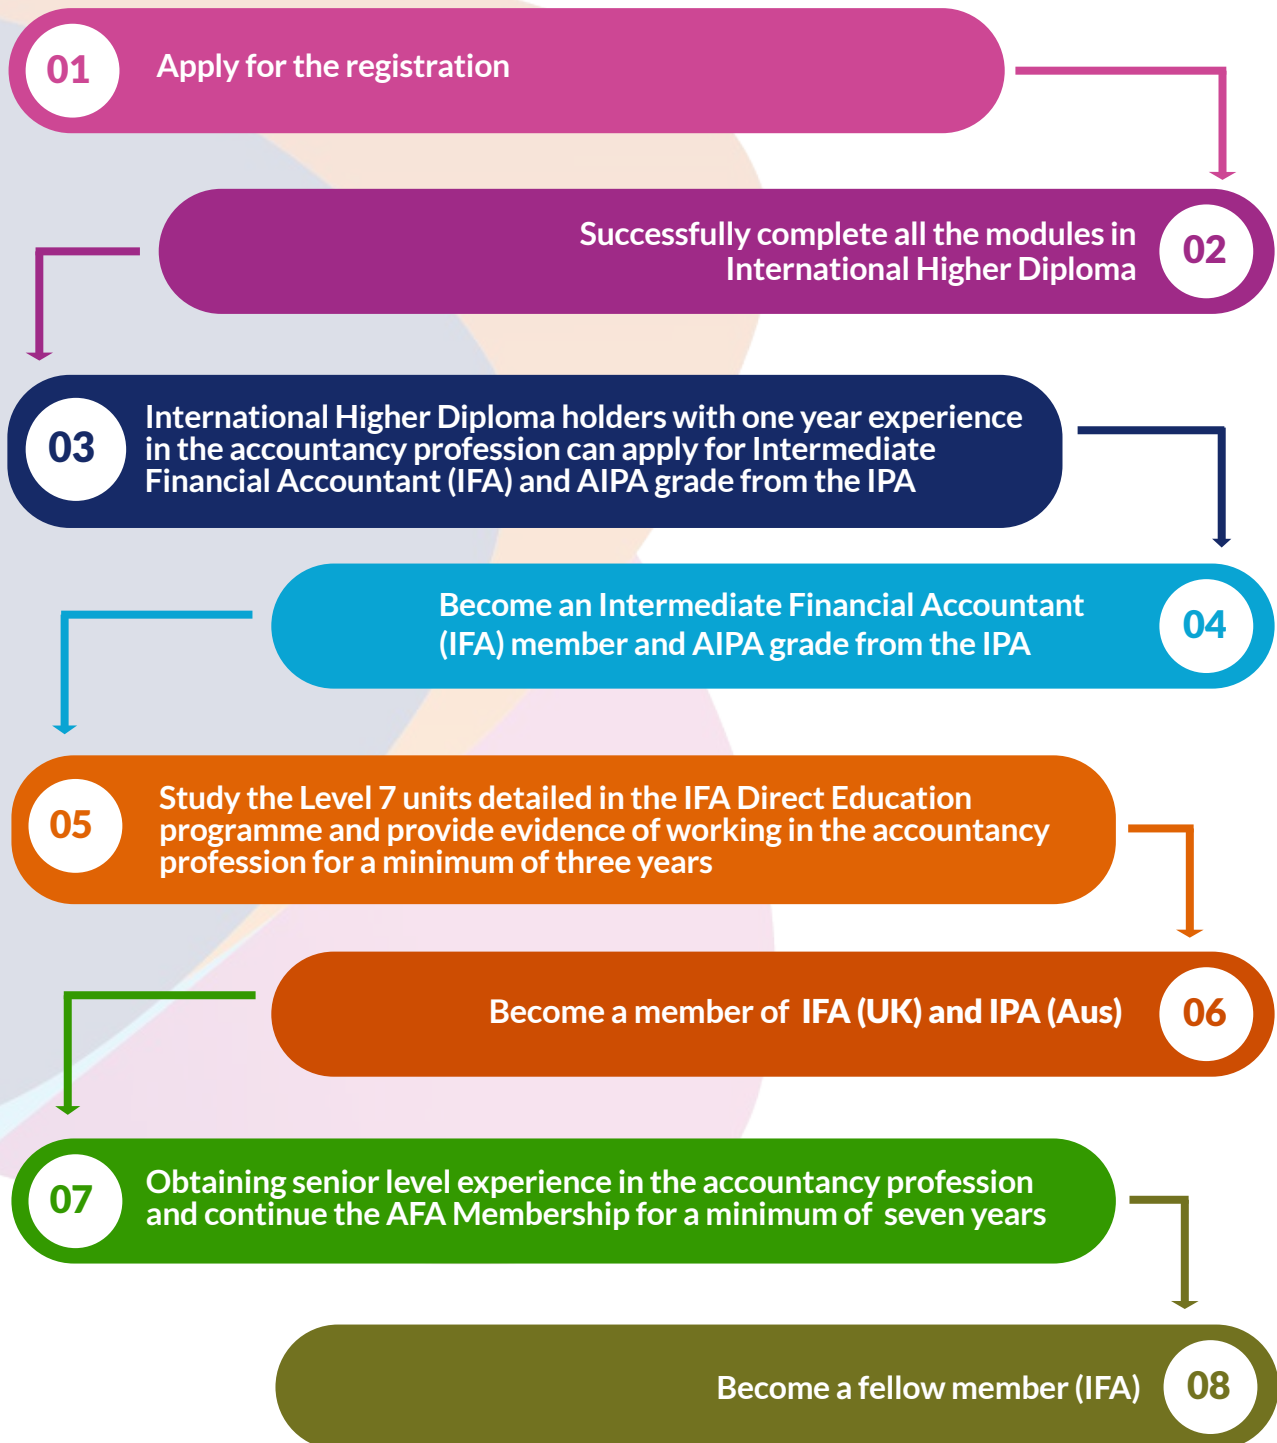 01
Apply for the registration
Successfully complete all the modules in
International Higher Diploma
02
03
International Higher Diploma holders with one year experience
in the accountancy profession can apply for Intermediate
Financial Accountant (IFA) and AIPA grade from the IPA
Become an Intermediate Financial Accountant
(IFA) member and AIPA grade from the IPA
04
05
Study the Level 7 units detailed in the IFA Direct Education
programme and provide evidence of working in the accountancy
profession for a minimum of three years
Become a member of IFA (UK) and IPA (Aus)
06
07
Obtaining senior level experience in the accountancy profession
and continue the AFA Membership for a minimum of seven years
Become a fellow member (IFA)
08